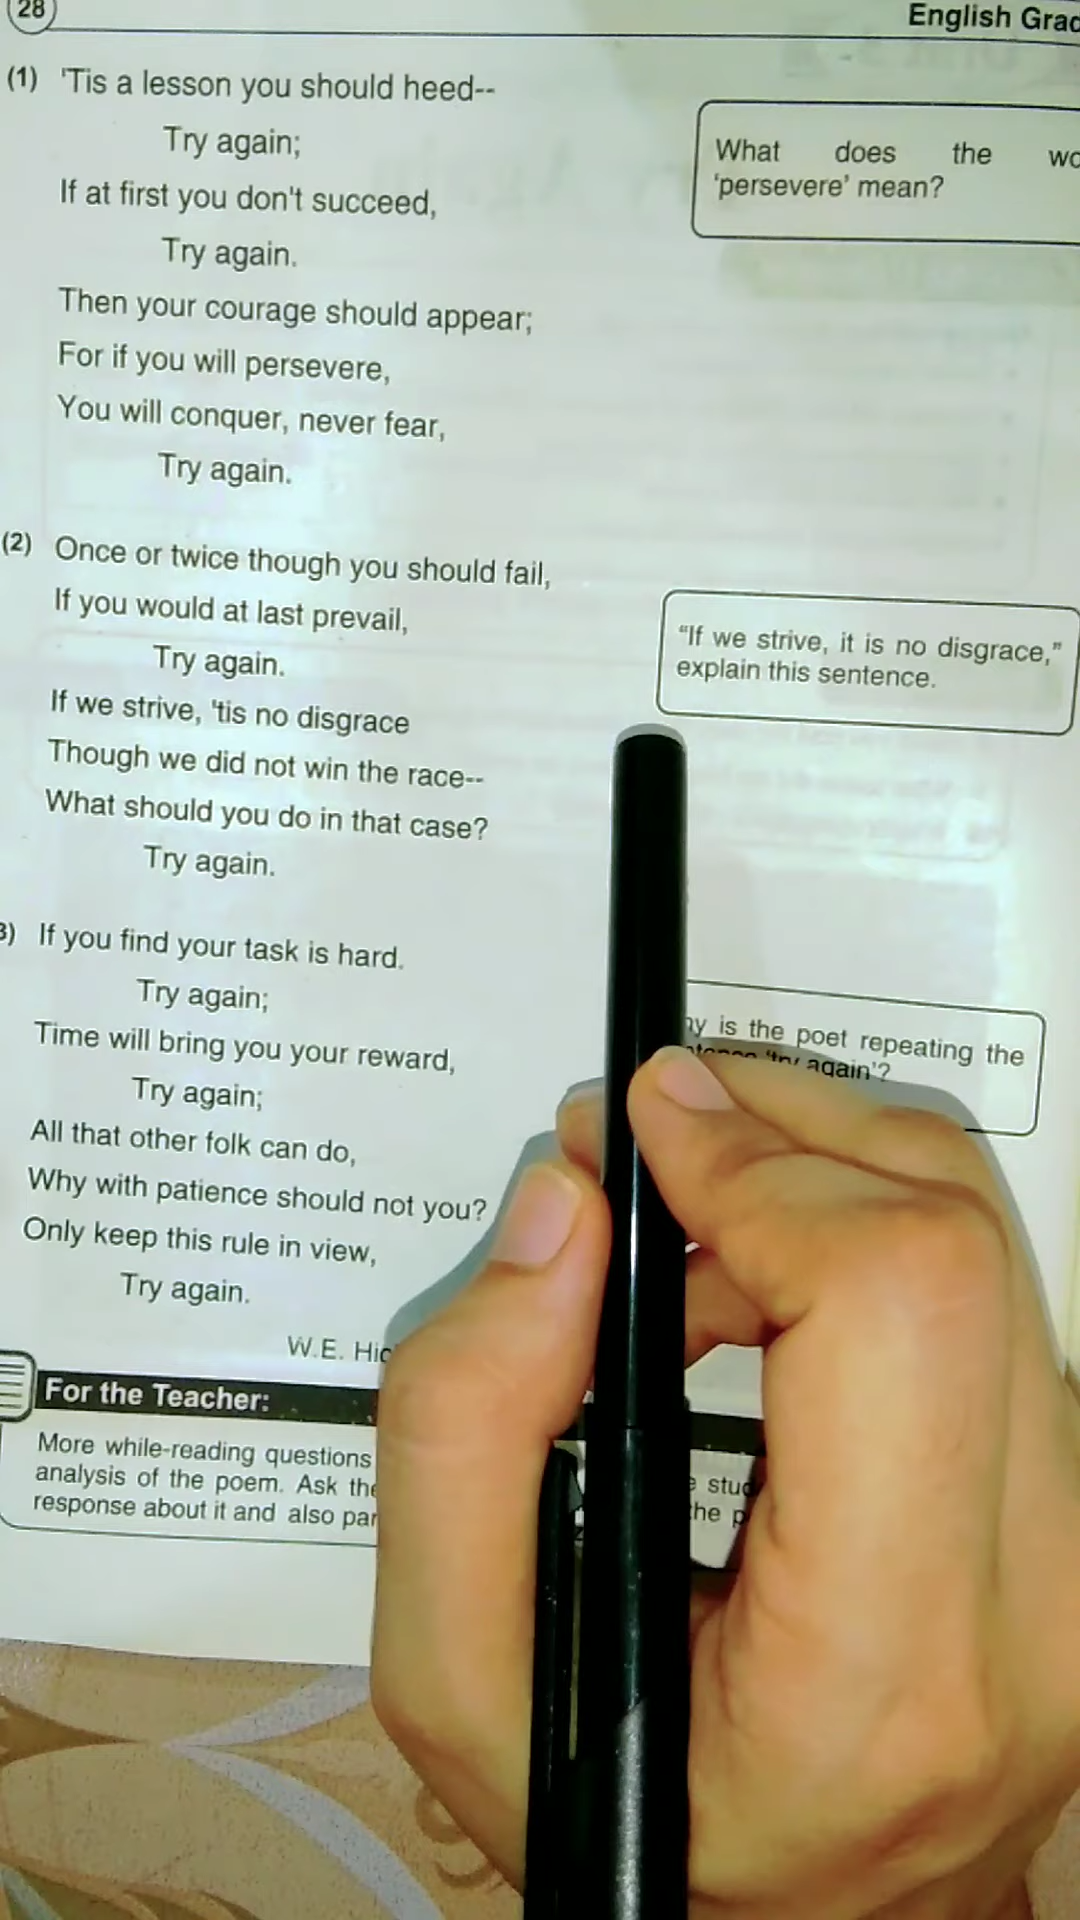 28
English Grad
(1) 'Tis a lesson you should heed--
Try again;
If at first you don't succeed,
Try again.
Then your courage should appear;
For if you will persevere,
You will conquer, never fear,
Try again.
What does the
'persevere' mean?
(2) Once or twice though you should fail,
If you would at last prevail,
Try again.
If we strive, 'tis no disgrace
Though we did not win the race--
What should you do in that case?
Try again.
"If we strive, it is no disgrace,"
explain this sentence.
3) If you find your task is hard.
Try again;
Time will bring you your reward,
Try again;
All that other folk can do,
Why with patience should not you?
Only keep this rule in view,
Try again.
is the poet repeating the
'try again'?
W.E.
For the Teacher:
More while-reading questions
analysis of the poem. Ask the
response about it and also